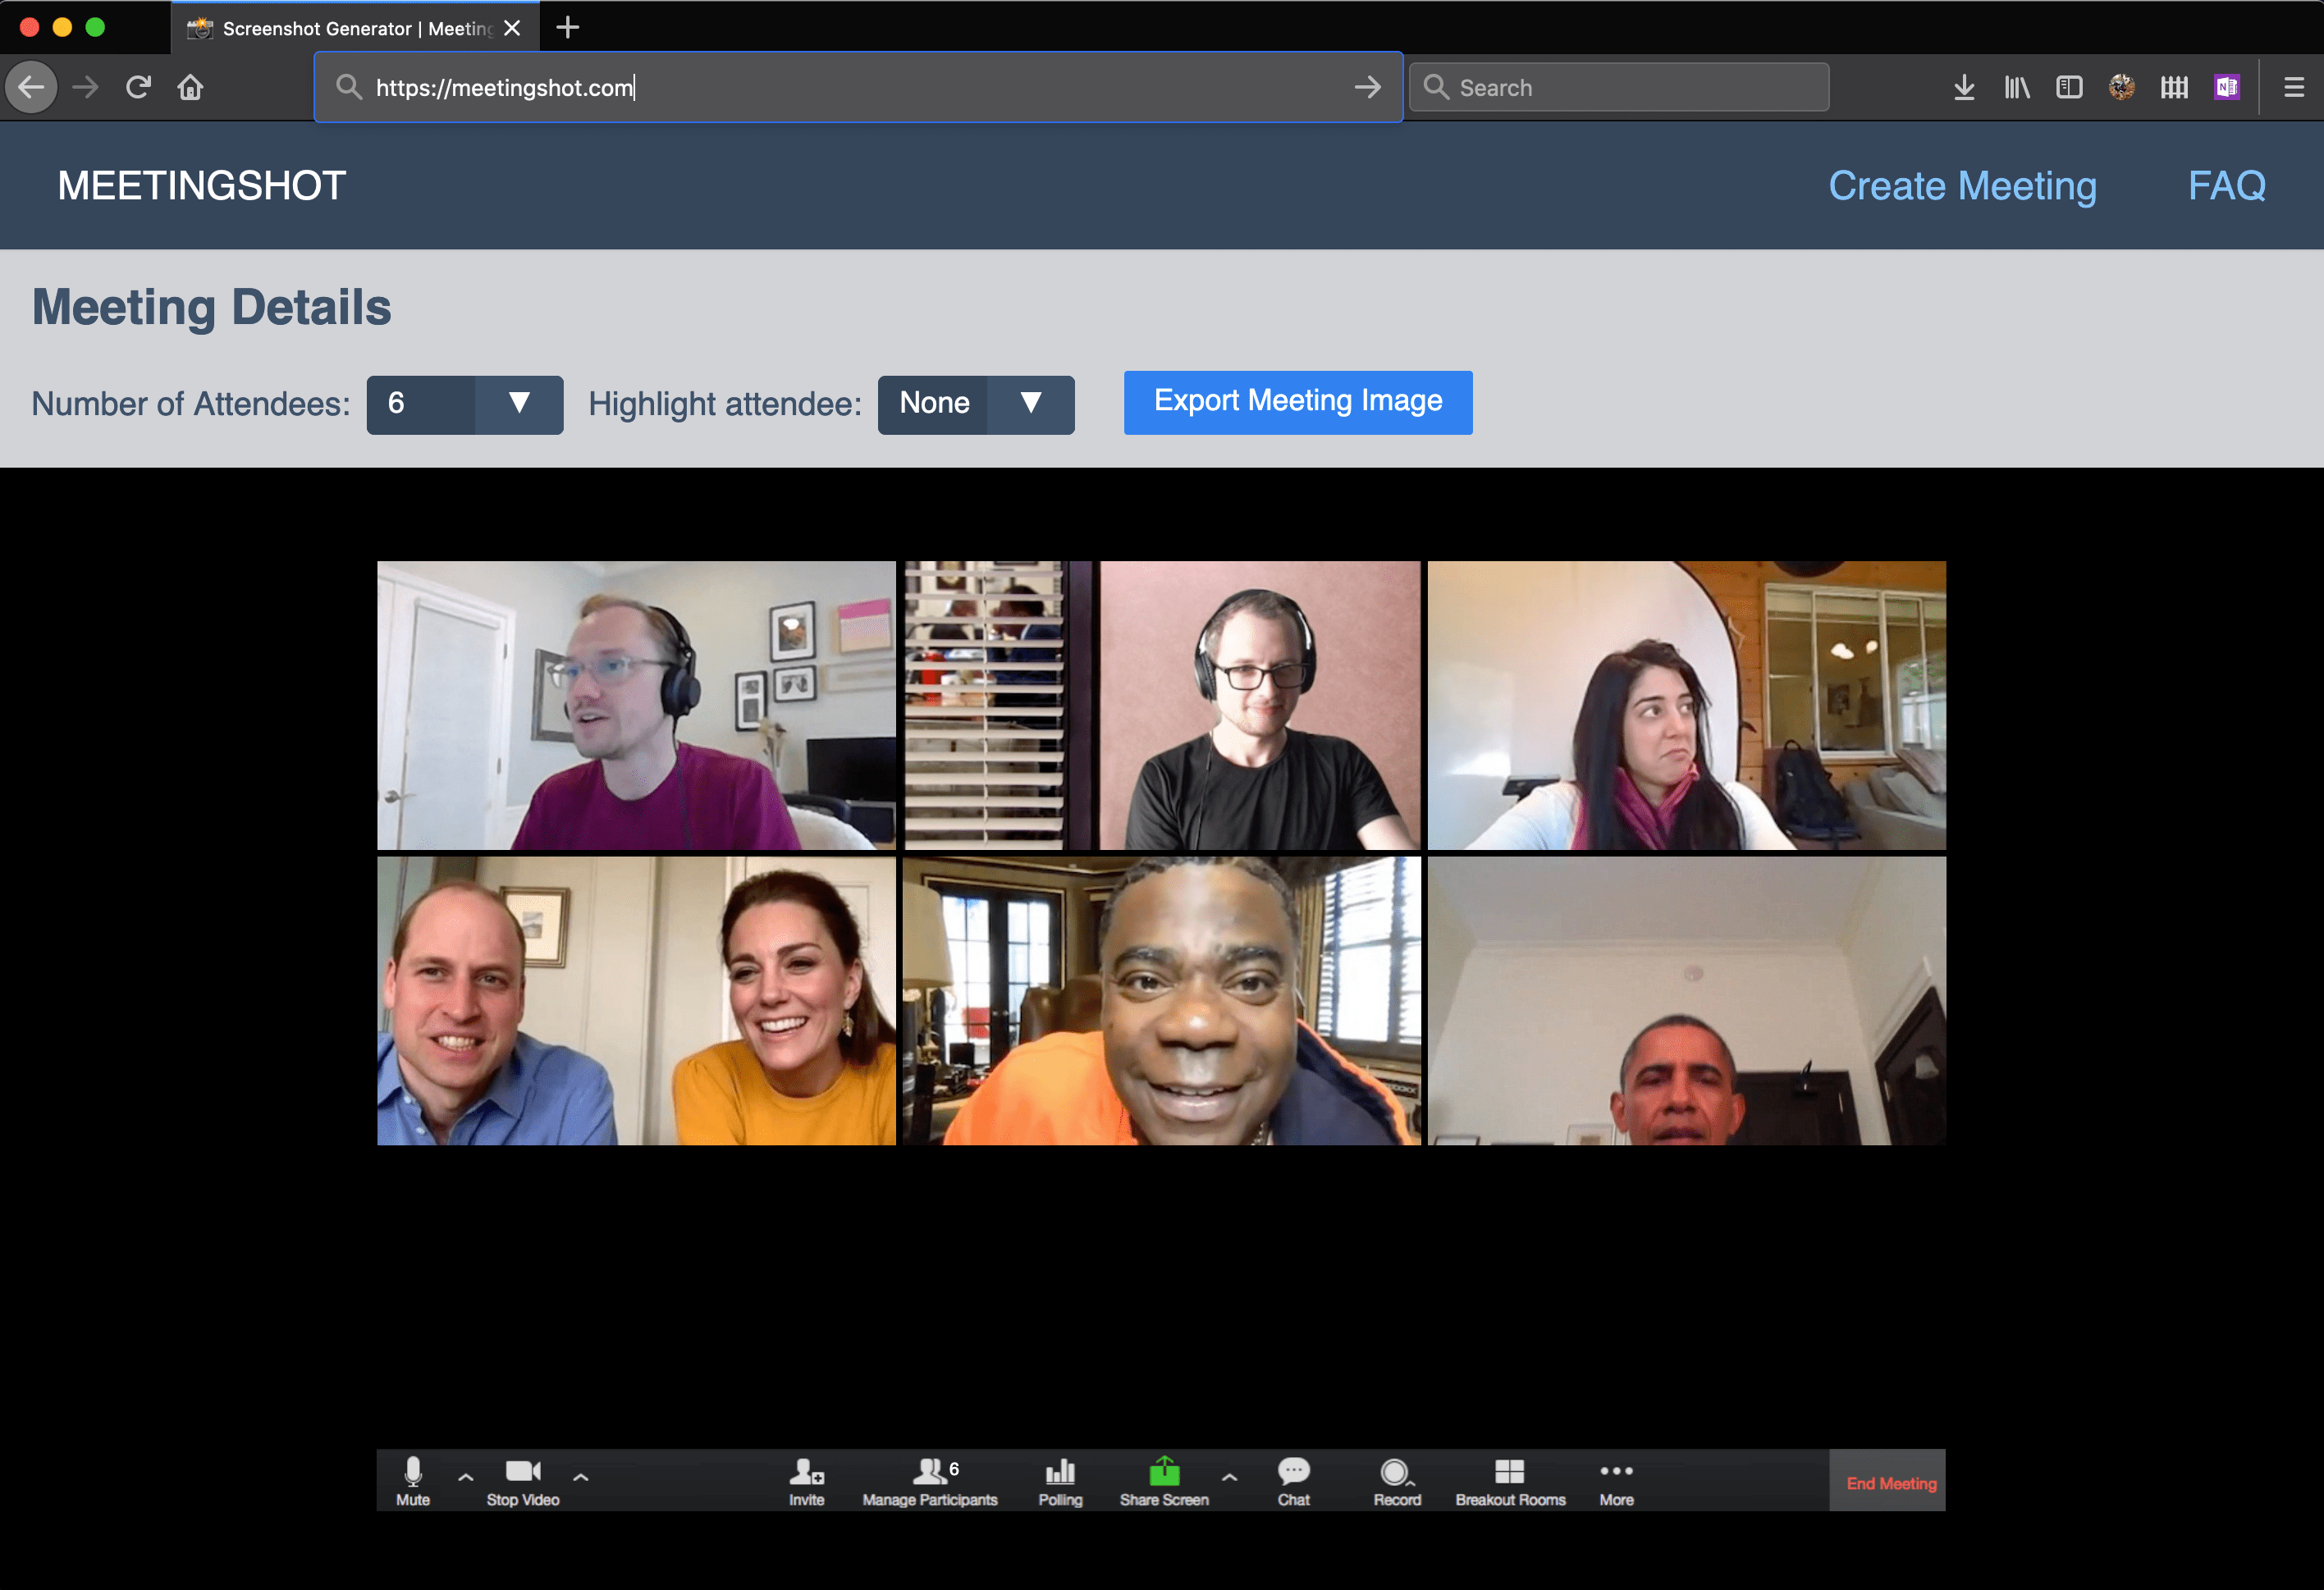 Screenshot Generator | Meeting
https://meetingshot.com
Search
MEETINGSHOT
Create Meeting
FAQ
Meeting Details
Number of Attendees: 6
Highlight attendee: None
Export Meeting Image
Mute
Stop Video
Invite
6
Manage Participants
Polling
Share Screen
Chat
Record
Breakout Rooms
More
End Meeting